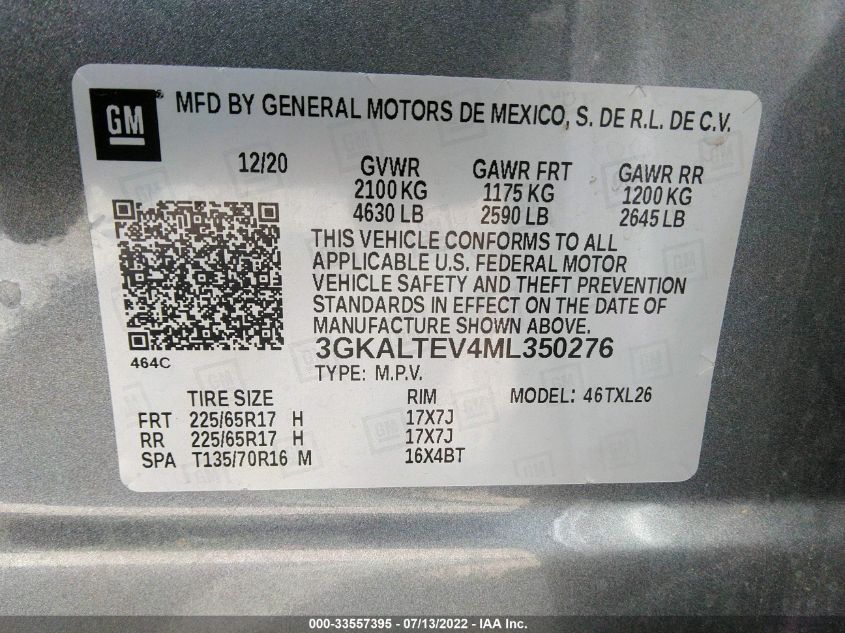 GM ® MFD BY GENERAL MOTORS DE MEXICO, S. DE R.L. DE C.V.
12/20 GVWR GAWR FRT GAWR RR
2100 KG 1175 KG 1200 KG
4630 LB 2590 LB 2645 LB
THIS VEHICLE CONFORMS TO ALL
APPLICABLE U.S. FEDERAL MOTOR
VEHICLE SAFETY AND THEFT PREVENTION
STANDARDS IN EFFECT ON THE DATE OF
MANUFACTURE SHOWN ABOVE.
464C 3GKALTEV4ML350276
TYPE: M.P.V.
TIRE SIZE RIM MODEL: 46TXL26
FRT 225/65R17 H 17X7J
RR 225/65R17 H 17X7J
SPA T135/70R16 M 16X4BT
000-33557395 - 07/13/2022 - IAA Inc.